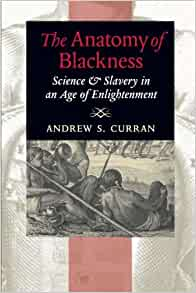 The Anatomy of
Blackness
Science & Slavery in
an Age of Enlightenment
ANDREW S. CURRAN